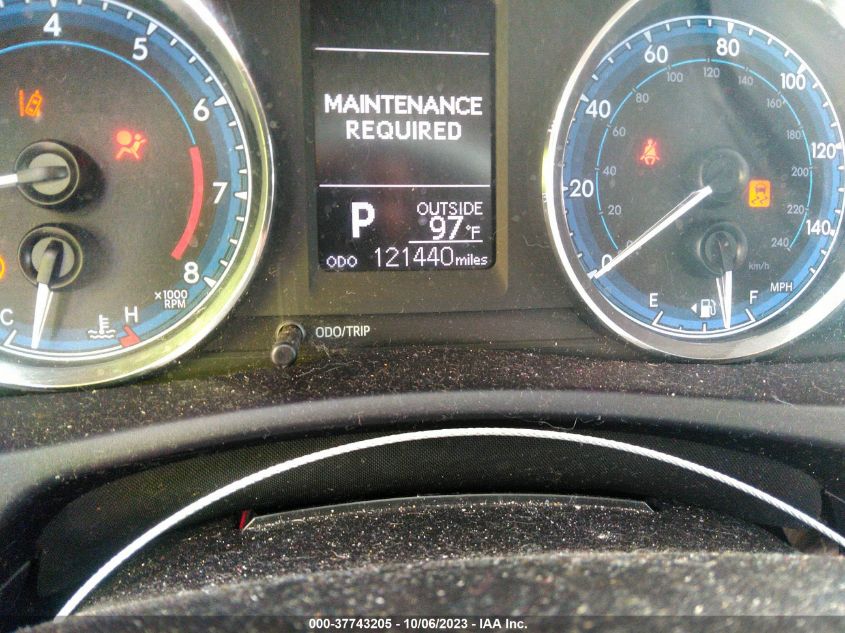 4
5
6
7
8
x1000
RPM
C
H
MAINTENANCE
REQUIRED
P
OUTSIDE
97°F
ODO 121440 miles
ODO/TRIP
0
20
40
60
80
100
120
140
0
20
40
60
80
100
120
140
160
180
200
220
240
km/h
MPH
E
F
000-37743205 - 10/06/2023 - IAA Inc.